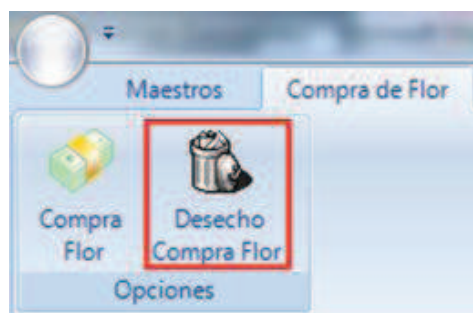 Maestros Compra de Flor
Compra Desecho
Flor Compra Flor
Opciones